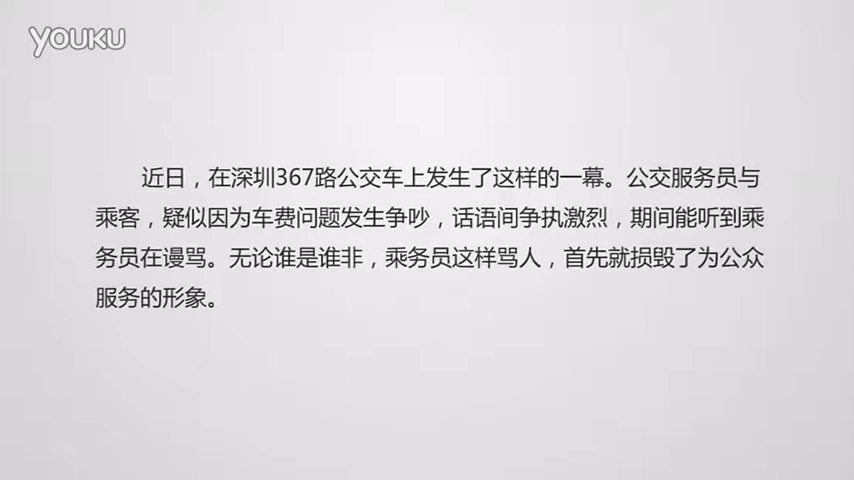 YOUKU
近日，在深圳367路公交车上发生了这样的一幕。公交服务员与
乘客，疑似因为车费问题发生争吵，话语间争执激烈，期间能听到乘
务员在谩骂。无论谁是谁非，乘务员这样骂人，首先就损毁了为公众
服务的形象。